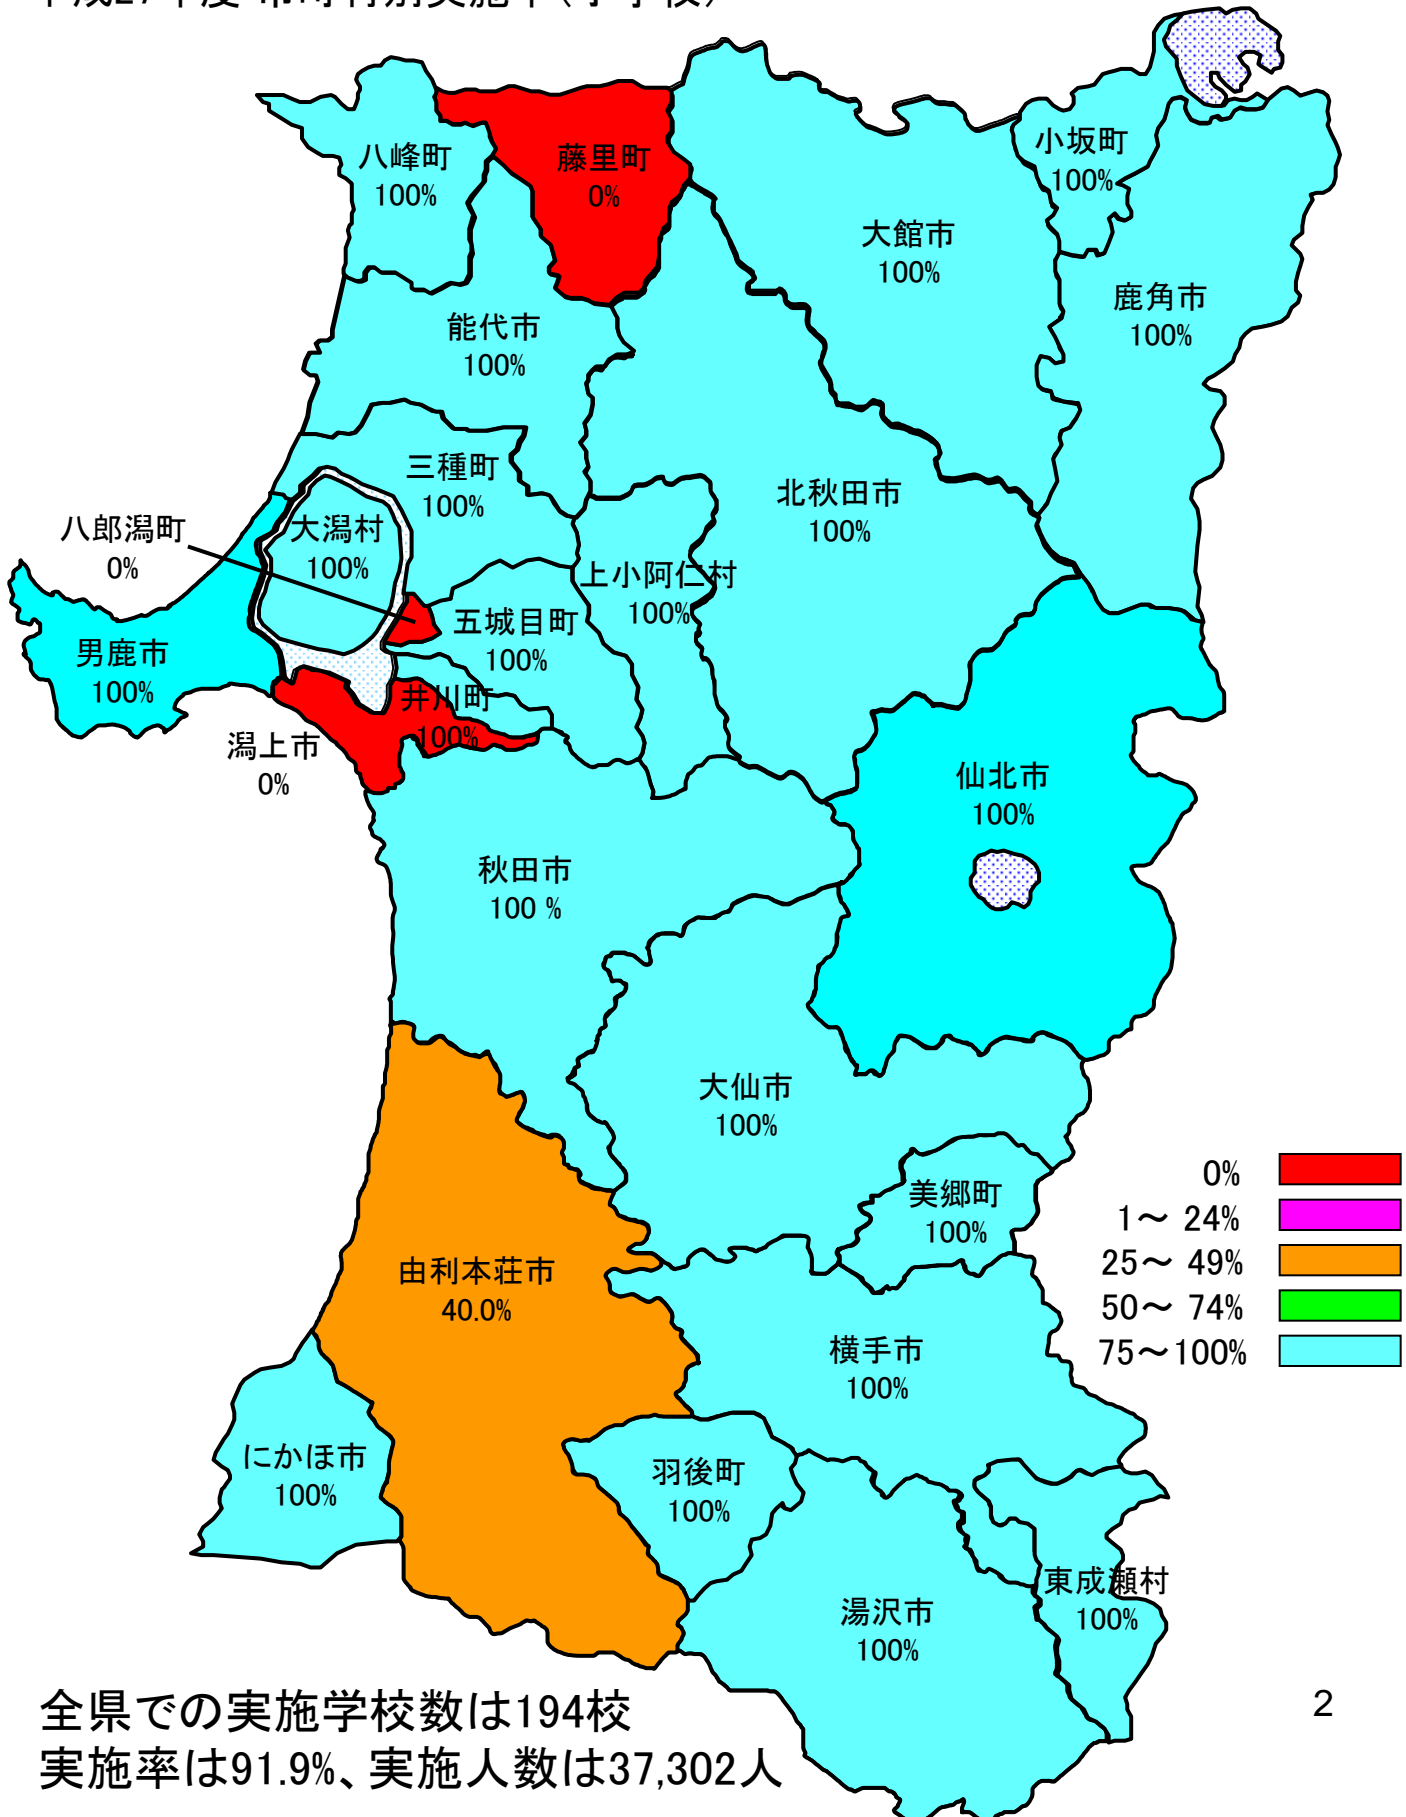 八峰町
100%
藤里町
0%
小坂町
100%
大館市
100%
鹿角市
100%
能代市
100%
三種町
100%
北秋田市
100%
八郎潟町
0%
大潟村
100%
上小阿仁村
100%
五城目町
100%
男鹿市
100%
井川町
100%
潟上市
0%
仙北市
100%
秋田市
100 %
大仙市
100%
美郷町
100%
0%
1～ 24%
25～ 49%
50～ 74%
75～100%
由利本荘市
40.0%
横手市
100%
にかほ市
100%
羽後町
100%
東成瀬村
100%
湯沢市
100%
全県での実施学校数は194校
実施率は91.9%、実施人数は37,302人
2